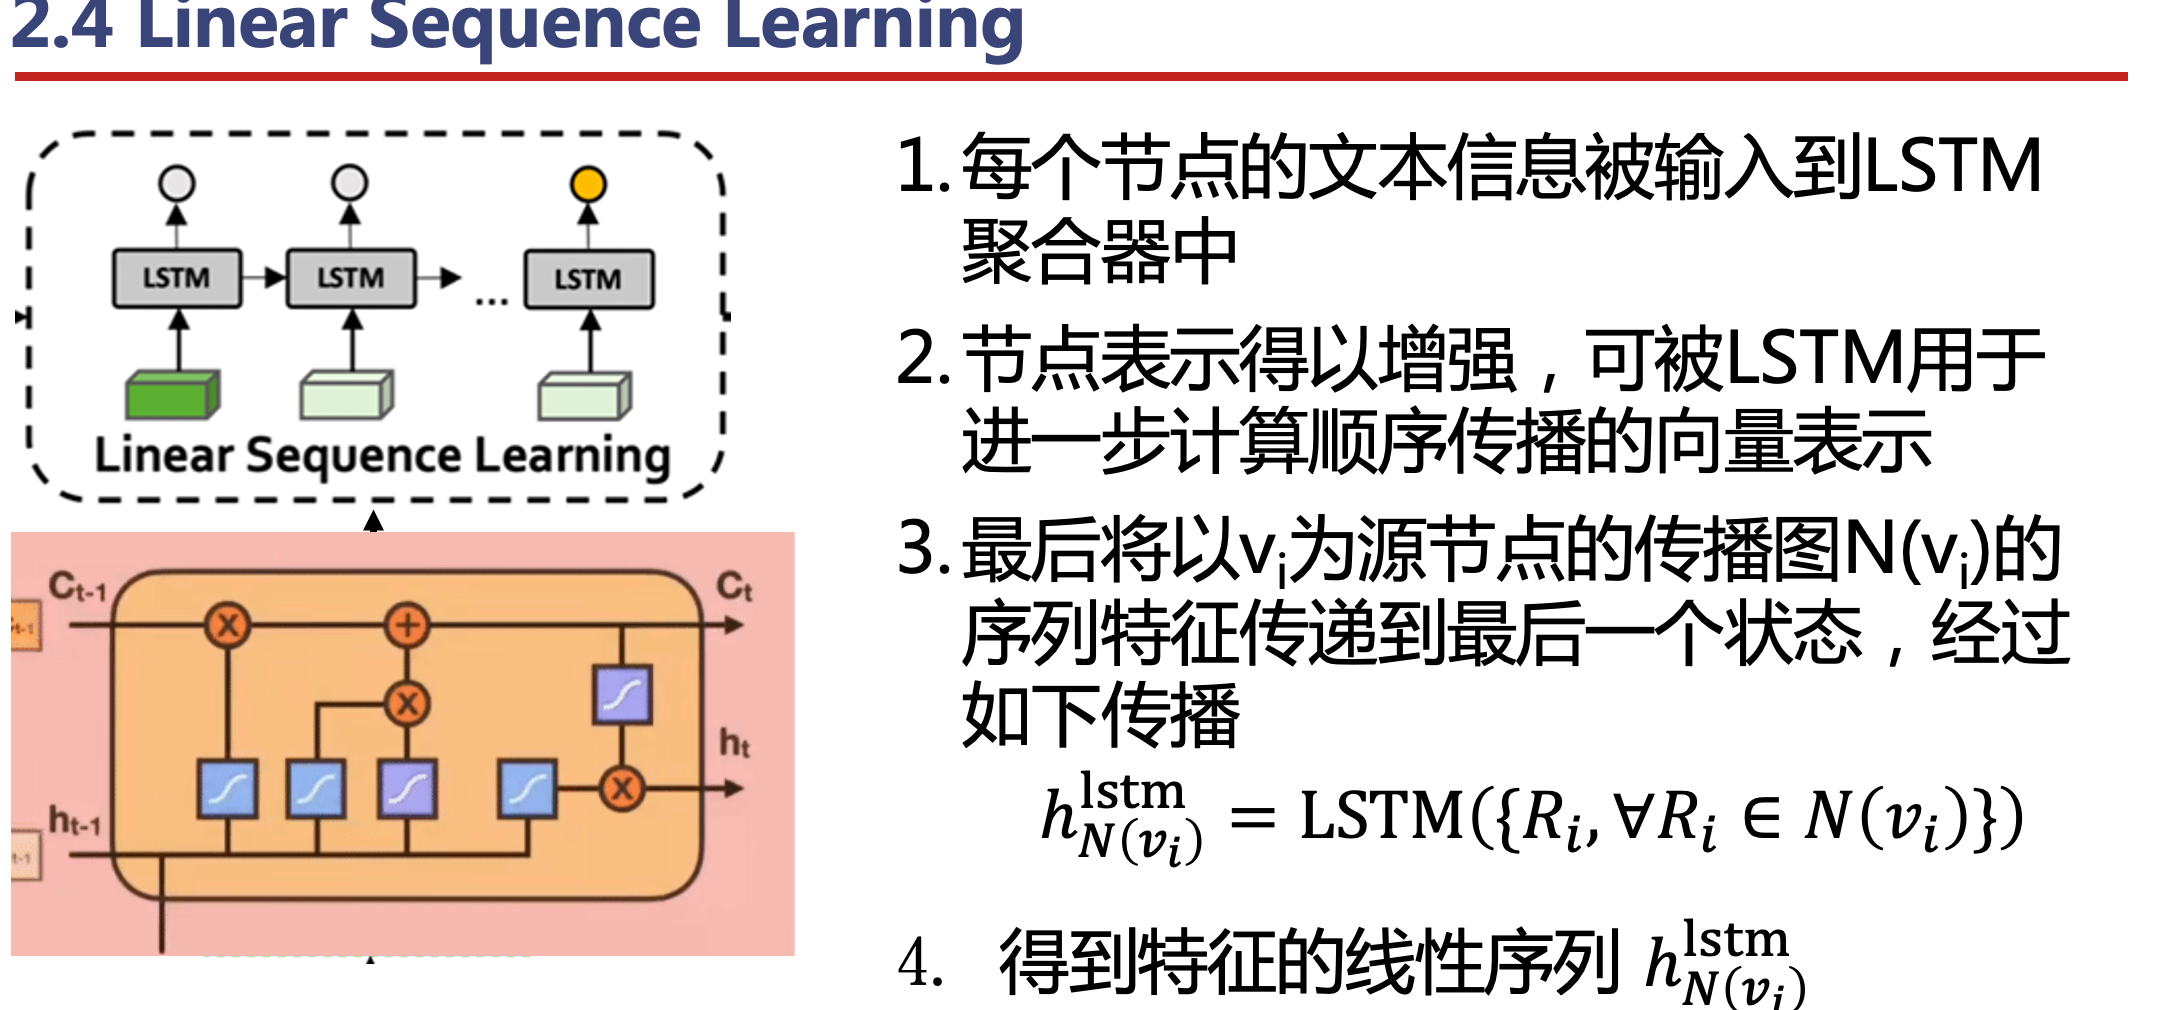 2.4 Linear Sequence Learning
LSTM LSTM ... LSTM
Linear Sequence Learning
C_{t-1} C_t
t-1
h_t
h_{t-1}
t-1
1. 每个节点的文本信息被输入到LSTM
聚合器中
2. 节点表示得以增强，可被LSTM用于
进一步计算顺序传播的向量表示
3. 最后将以v_i为源节点的传播图N(v_i)的
序列特征传递到最后一个状态，经过
如下传播
h_{N(v_i)}^{lstm} = LSTM({R_i, ∀R_i ∈ N(v_i)})
4. 得到特征的线性序列 h_{N(v_i)}^{lstm}